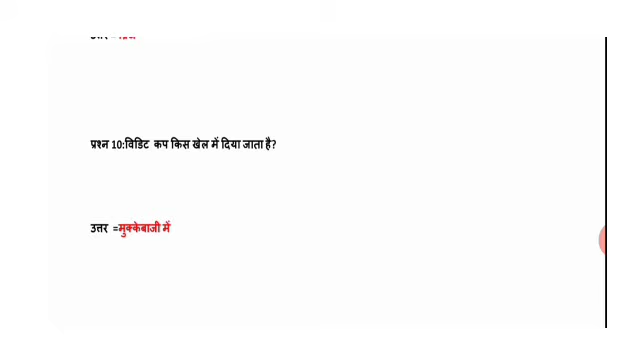 प्रश्न 10:विडिट कप किस खेल में दिया जाता है?
उत्तर =मुक्केबाजी में